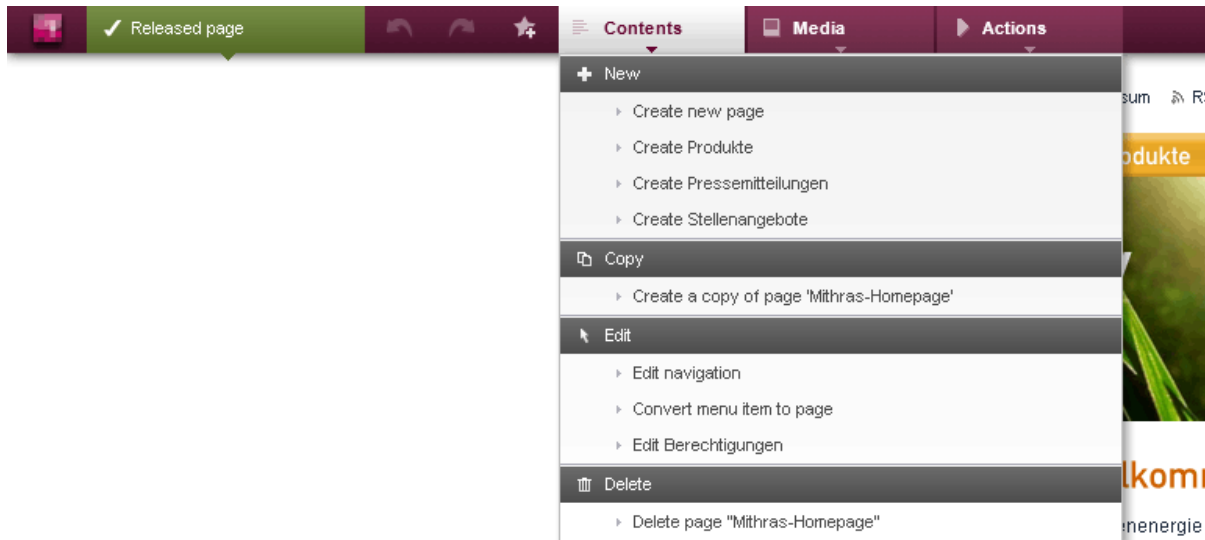 Released page
Contents
Media
Actions
New
Create new page
Create Produkte
Create Pressemitteilungen
Create Stellenangebote
Copy
Create a copy of page 'Mithras-Homepage'
Edit
Edit navigation
Convert menu item to page
Edit Berechtigungen
Delete
Delete page "Mithras-Homepage"